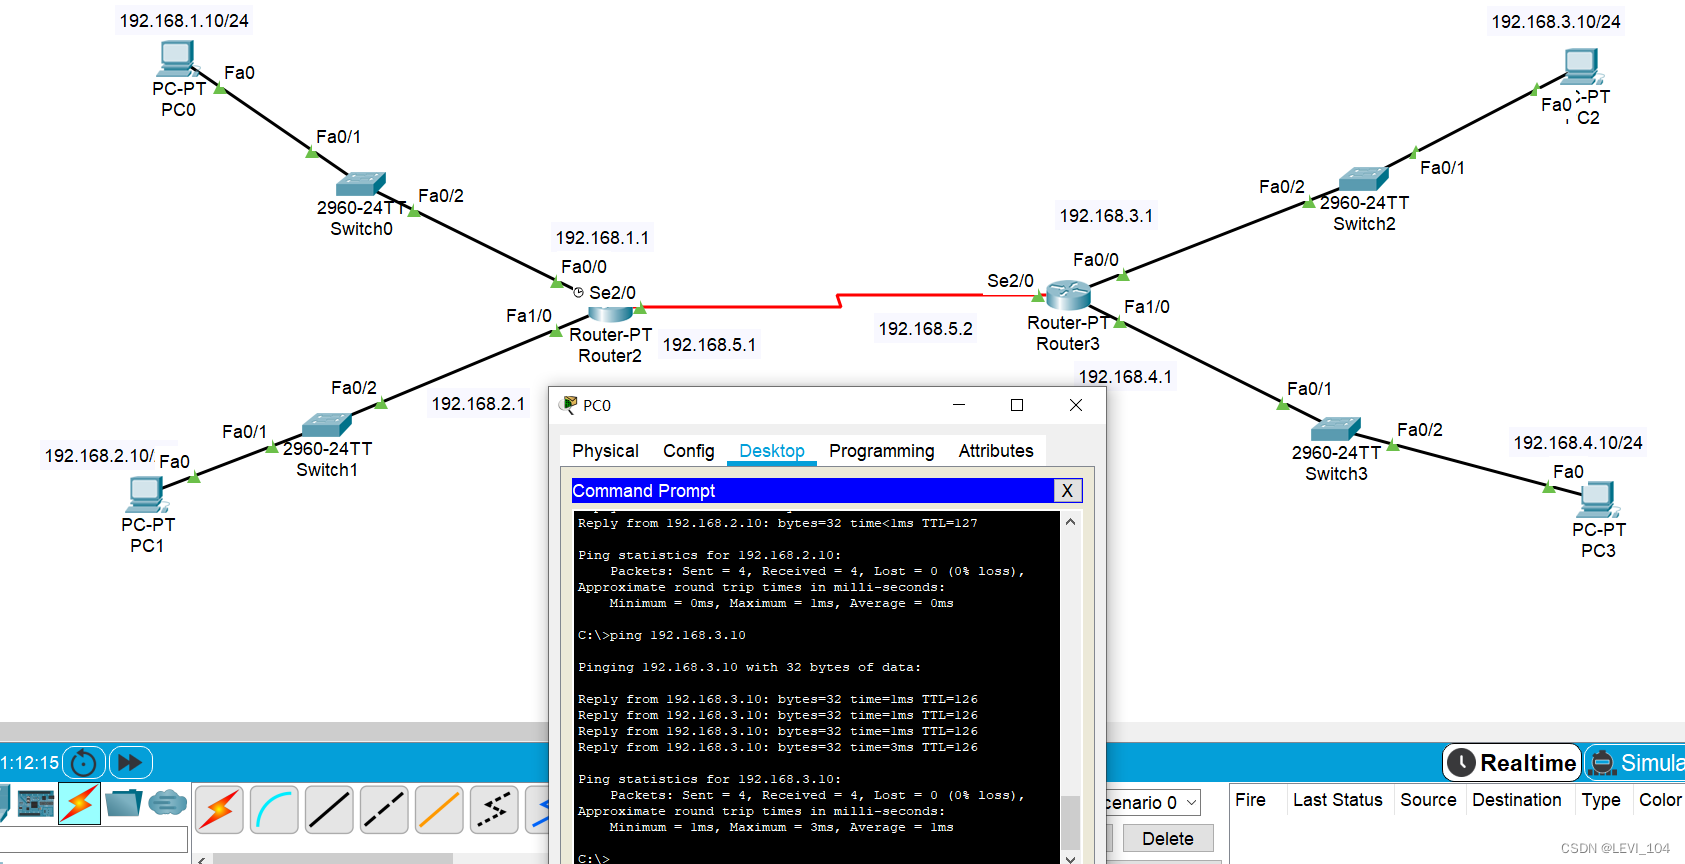 192.168.1.10/24
192.168.3.10/24
Fa0
PC-PT
PC0
-PT
Fa0
C2
Fa0/1
Fa0/1
Fa0/2
Fa0/2
2960-24TT
Switch0
2960-24TT
Switch2
192.168.3.1
192.168.1.1
Fa0/0
Fa0/0
Se2/0
Se2/0
Fa1/0
Fa1/0
Router-PT
Router2
192.168.5.1
192.168.5.2
Router-PT
Router3
192.168.4.1
Fa0/2
192.168.2.1
Fa0/1
2960-24TT
Switch1
192.168.2.10/
Fa0
PC-PT
PC1
Fa0/1
Fa0/2
2960-24TT
Switch3
192.168.4.10/24
Fa0
PC-PT
PC3
PC0
Physical Config Desktop Programming Attributes
Command Prompt X
Reply from 192.168.2.10: bytes=32 time<1ms TTL=127
Ping statistics for 192.168.2.10:
Packets: Sent = 4, Received = 4, Lost = 0 (0% loss),
Approximate round trip times in milli-seconds:
Minimum = 0ms, Maximum = 1ms, Average = 0ms
C:\>ping 192.168.3.10
Pinging 192.168.3.10 with 32 bytes of data:
Reply from 192.168.3.10: bytes=32 time=1ms TTL=126
Reply from 192.168.3.10: bytes=32 time=1ms TTL=126
Reply from 192.168.3.10: bytes=32 time=1ms TTL=126
Reply from 192.168.3.10: bytes=32 time=3ms TTL=126
Ping statistics for 192.168.3.10:
Packets: Sent = 4, Received = 4, Lost = 0 (0% loss),
Approximate round trip times in milli-seconds:
Minimum = 1ms, Maximum = 3ms, Average = 1ms
C:\>
1:12:15
Realtime Simula
cenario 0
Fire Last Status Source Destination Type Color
Delete
CSDN @LEVI_104